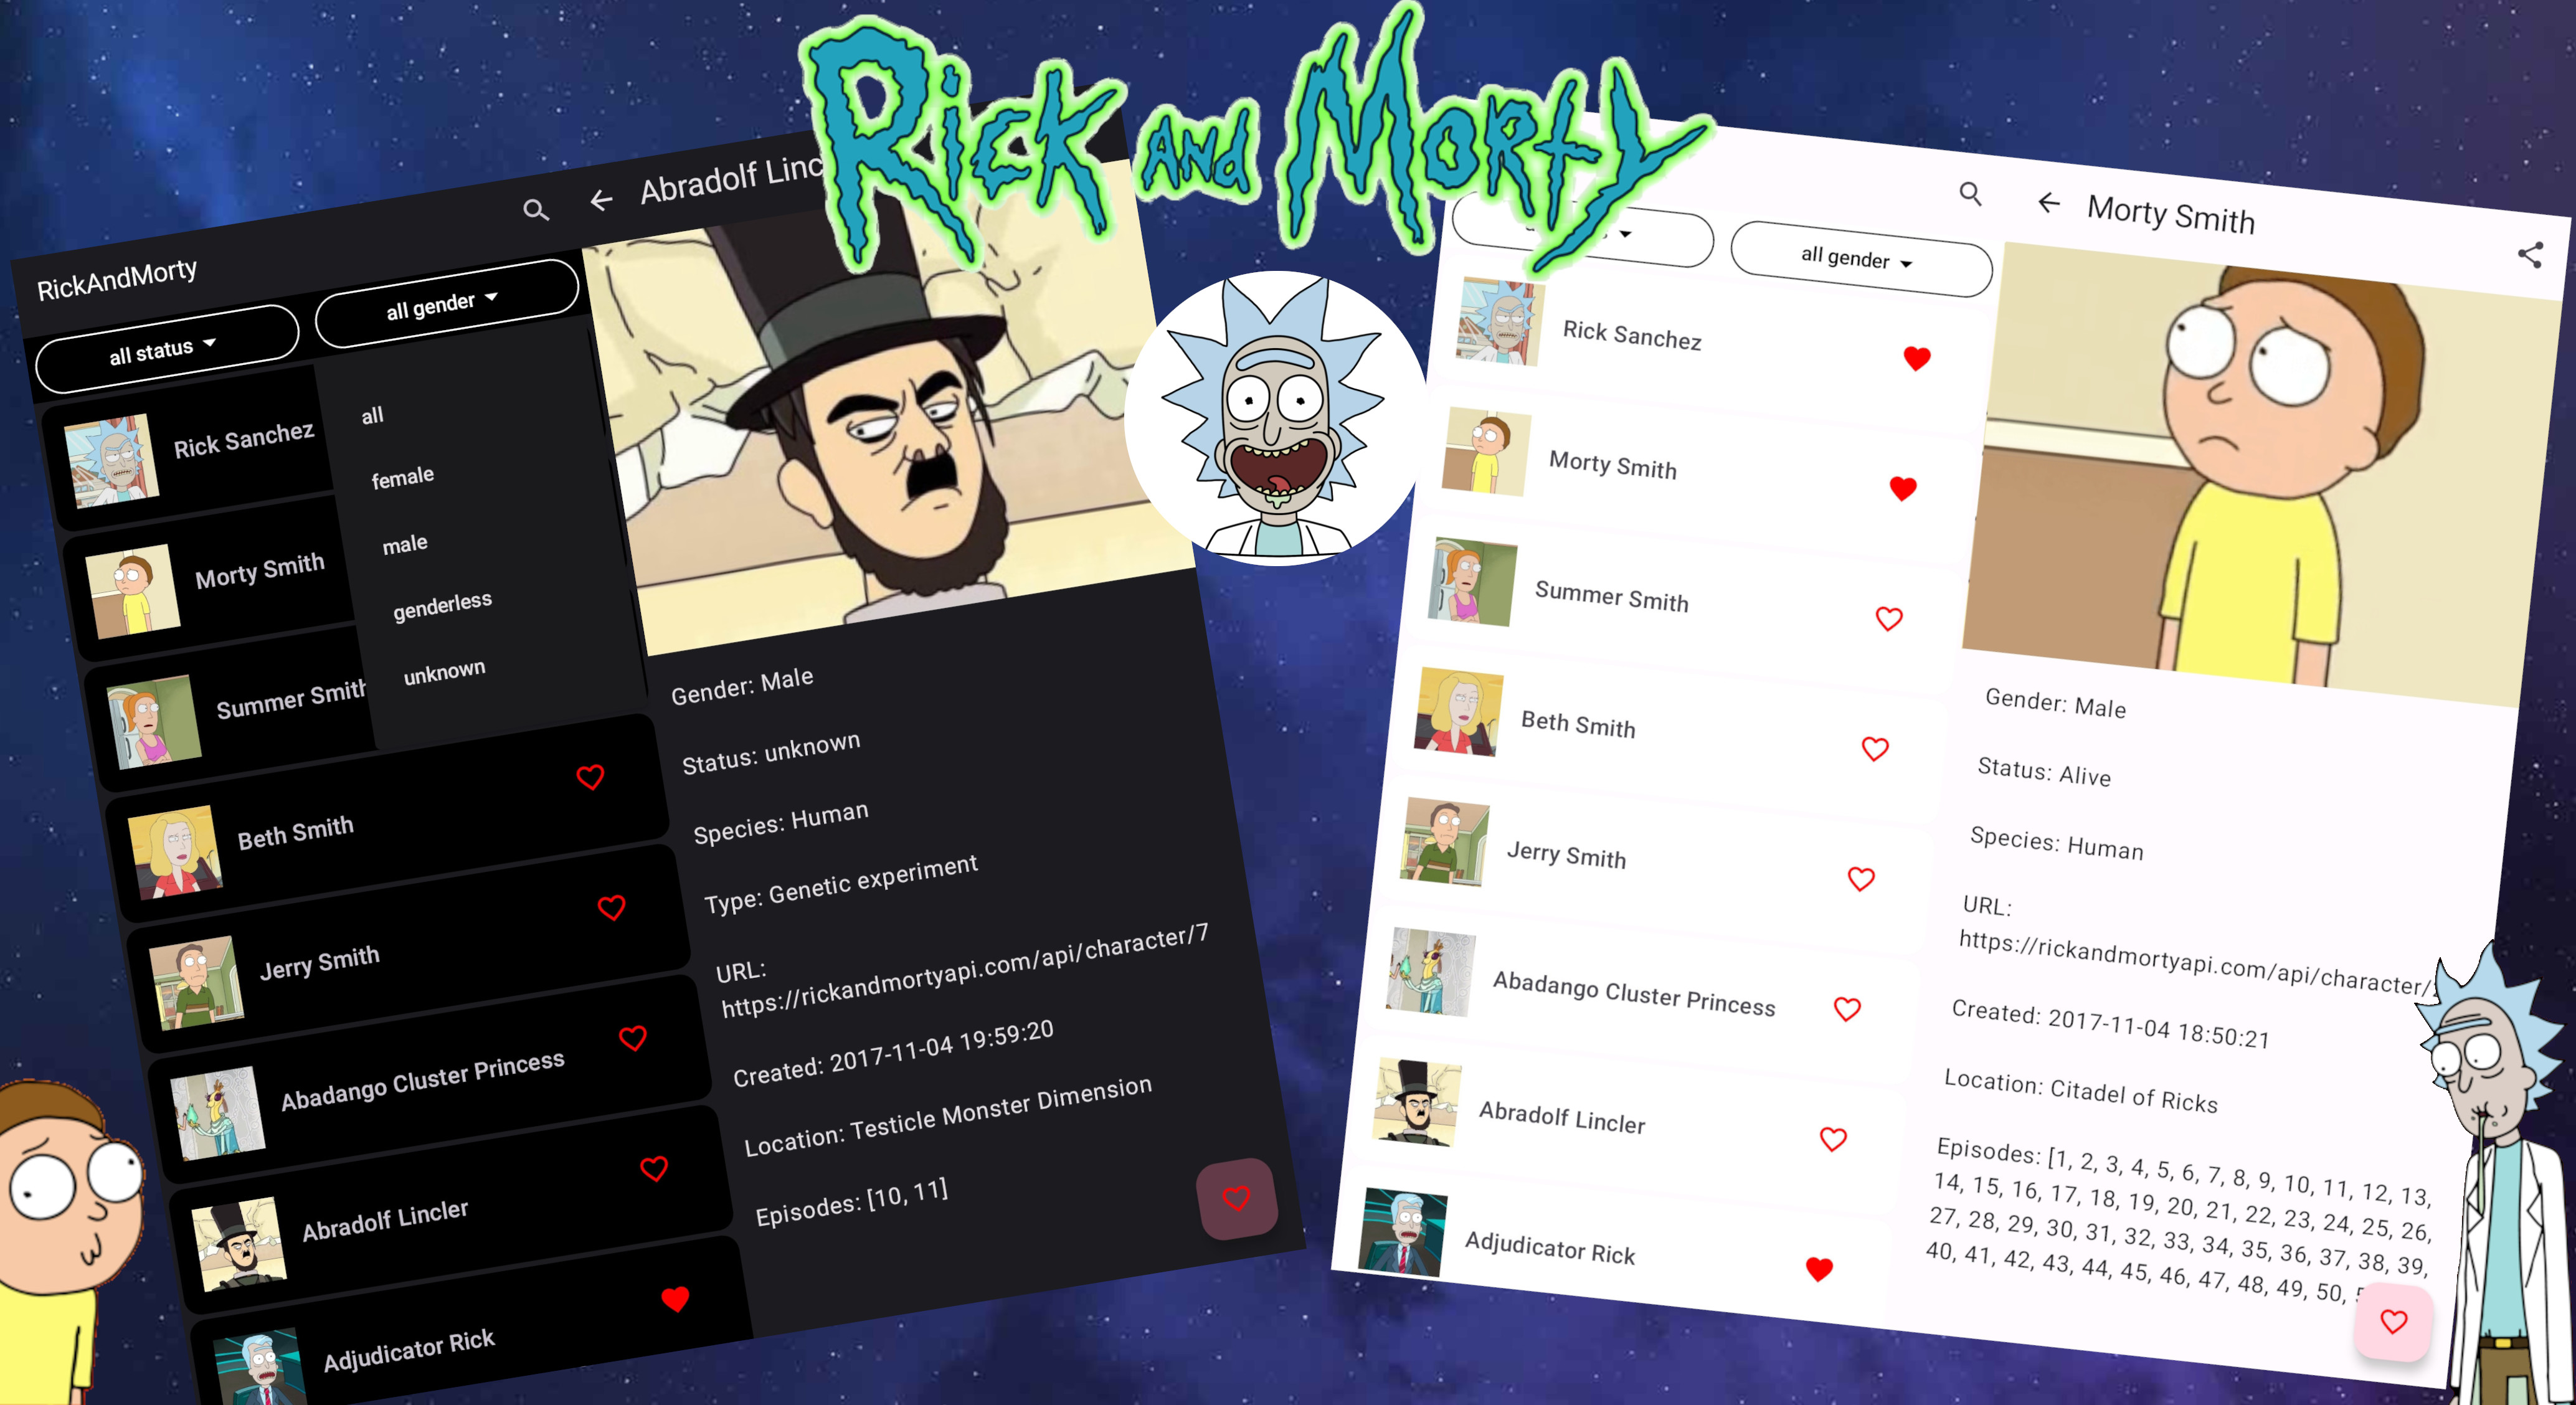 Rick and Morty
RickAndMorty
all status
all gender
all
female
male
genderless
unknown
Rick Sanchez
Morty Smith
Summer Smith
Beth Smith
Jerry Smith
Abadango Cluster Princess
Abradolf Lincler
Adjudicator Rick
Abradolf
Gender: Male
Status: unknown
Species: Human
Type: Genetic experiment
URL:
https://rickandmortyapi.com/api/character/7
Created: 2017-11-04 19:59:20
Location: Testicle Monster Dimension
Episodes: [10, 11]
all gender
Rick Sanchez
Morty Smith
Summer Smith
Beth Smith
Jerry Smith
Abadango Cluster Princess
Abradolf Lincler
Adjudicator Rick
Morty Smith
Gender: Male
Status: Alive
Species: Human
URL:
https://rickandmortyapi.com/api/character/
Created: 2017-11-04 18:50:21
Location: Citadel of Ricks
Episodes: [1, 2, 3, 4, 5, 6, 7, 8, 9, 10, 11, 12, 13,
14, 15, 16, 17, 18, 19, 20, 21, 22, 23, 24, 25, 26,
27, 28, 29, 30, 31, 32, 33, 34, 35, 36, 37, 38, 39,
40, 41, 42, 43, 44, 45, 46, 47, 48, 49, 50,